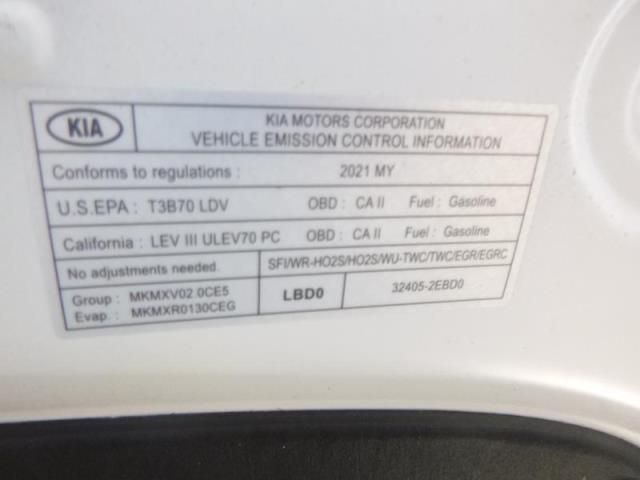 KIA
KIA MOTORS CORPORATION
VEHICLE EMISSION CONTROL INFORMATION
Conforms to regulations : 2021 MY
U.S.EPA : T3B70 LDV OBD : CA II Fuel : Gasoline
California : LEV III ULEV70 PC OBD : CA II Fuel : Gasoline
No adjustments needed. SFI/WR-HO2S/HO2S/WU-TWC/TWC/EGR/EGRC
Group : MKMXV02.0CE5 LBD0 32405-2EBD0
Evap. : MKMXR0130CEG